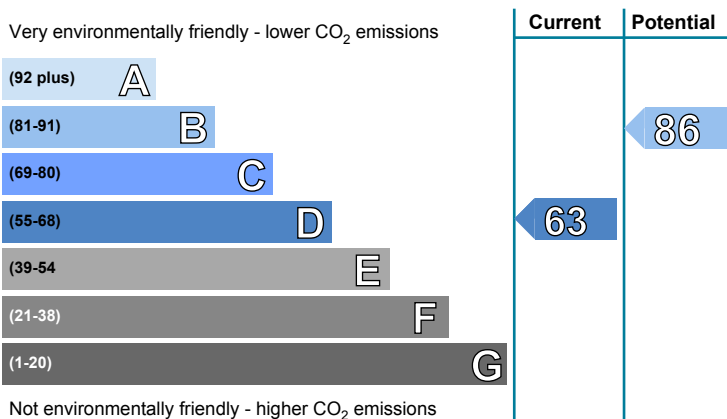 Very environmentally friendly - lower CO2 emissions
Current
Potential
(92 plus) A
(81-91) B
86
(69-80) C
(55-68) D
63
(39-54 E
(21-38) F
(1-20) G
Not environmentally friendly - higher CO2 emissions